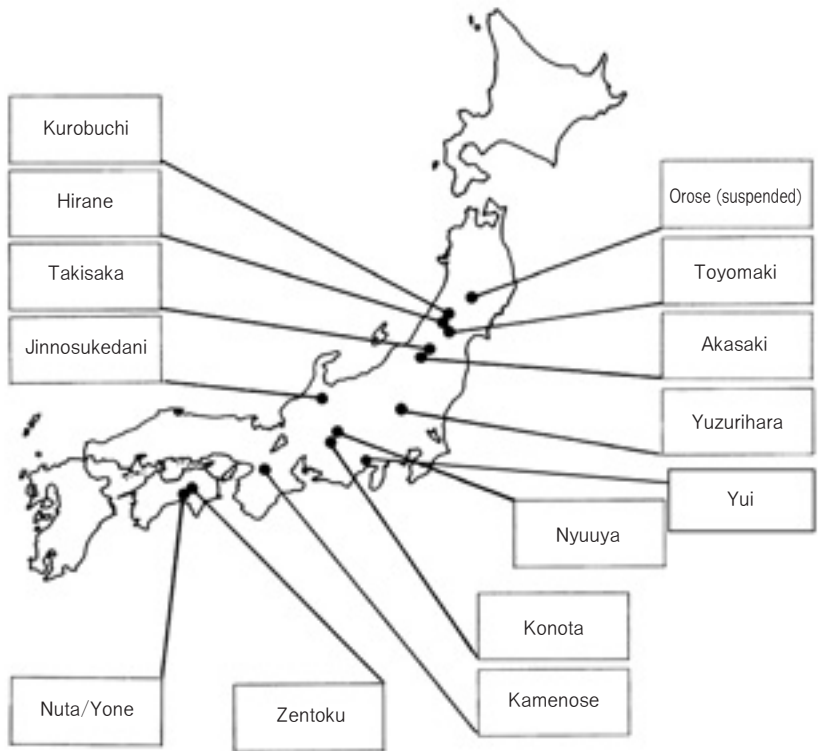 Kurobuchi
Hirane
Takisaka
Jinnosukedani
Orose (suspended)
Toyomaki
Akasaki
Yuzurihara
Yui
Nyuuya
Konota
Kamenose
Nuta/Yone
Zentoku